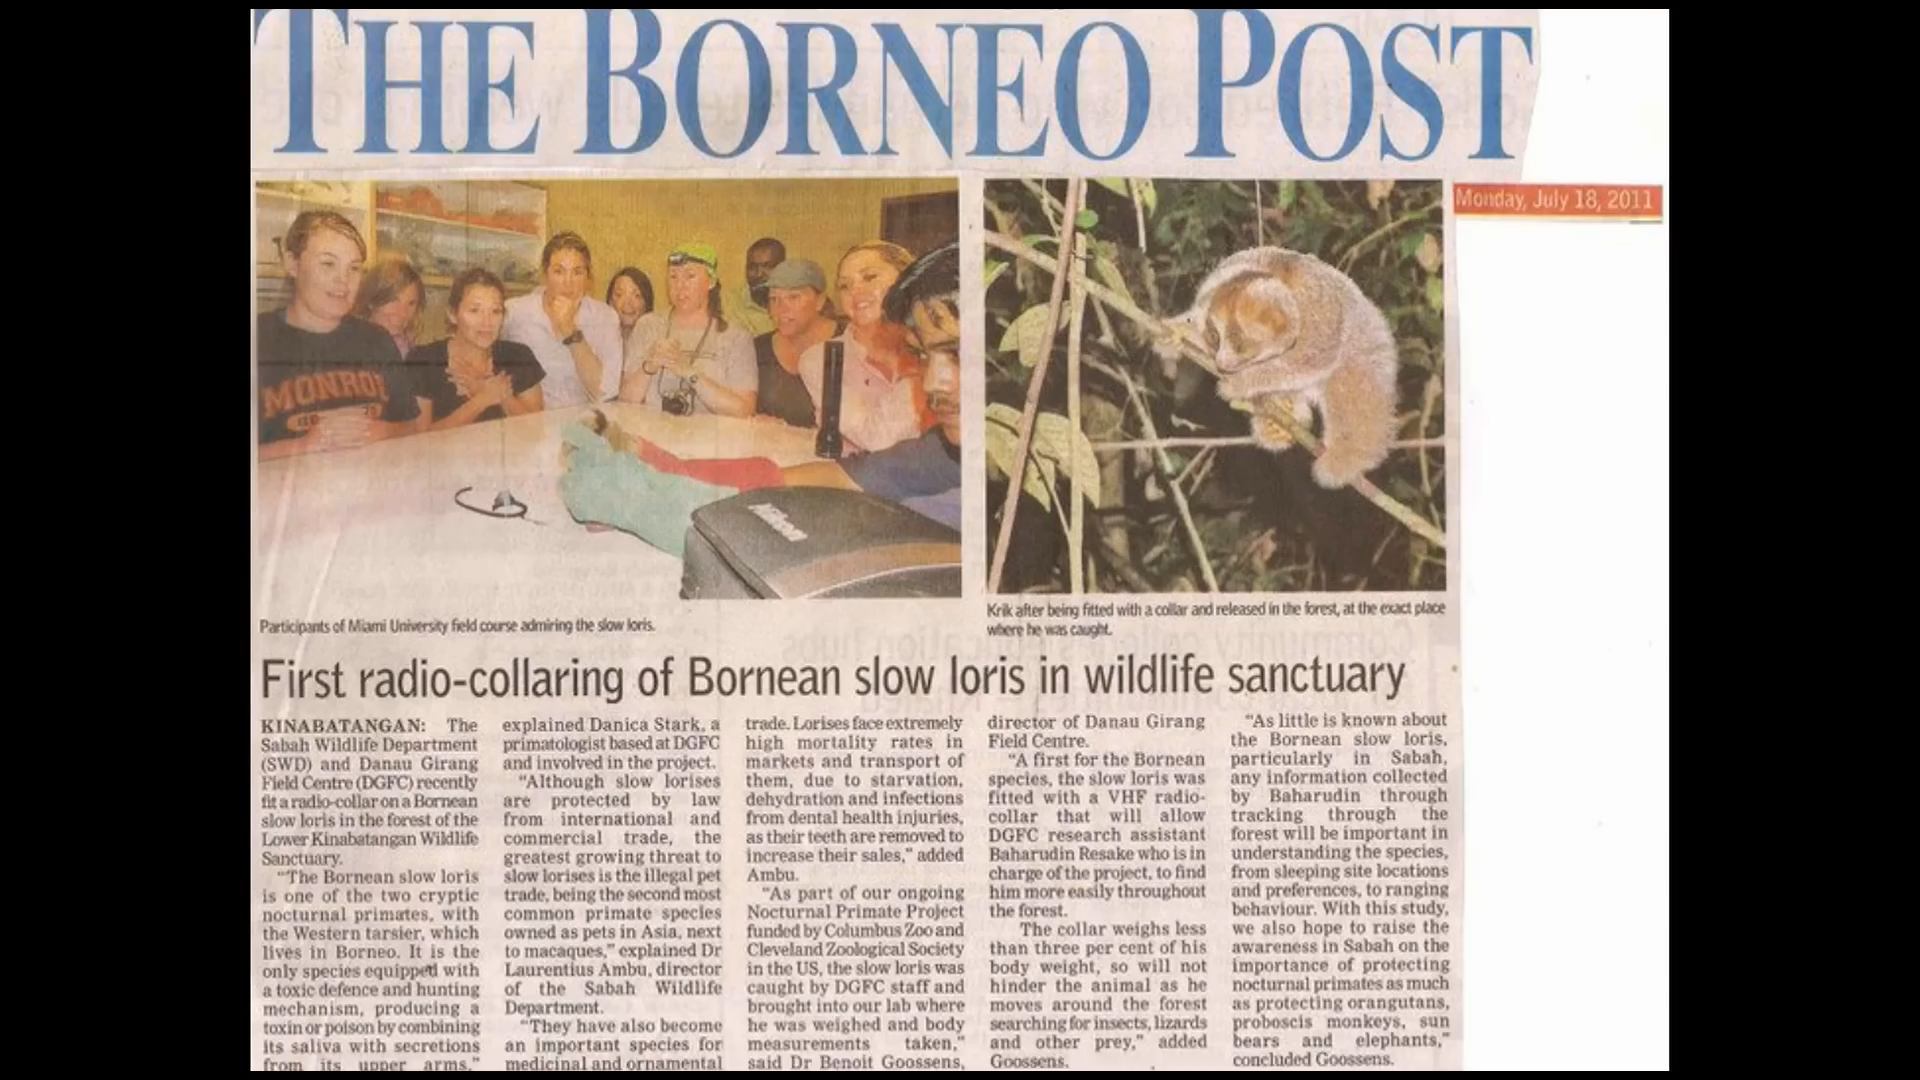 THE BORNEO POST
Monday, July 18, 2011
MONRO
Nikon
Participants of Miami University field course admiring the slow loris.
Krik after being fitted with a collar and released in the forest, at the exact place
where he was caught.
First radio-collaring of Bornean slow loris in wildlife sanctuary
KINABATANGAN: The
Sabah Wildlife Department
(SWD) and Danau Girang
Field Centre (DGFC) recently
fit a radio-collar on a Bornean
slow loris in the forest of the
Lower Kinabatangan Wildlife
Sanctuary.
“The Bornean slow loris
is one of the two cryptic
nocturnal primates, with
the Western tarsier, which
lives in Borneo. It is the
only species equipped with
a toxic defence and hunting
mechanism, producing a
toxin or poison by combining
its saliva with secretions
from its upper arms,”
explained Danica Stark, a
primatologist based at DGFC
and involved in the project.
“Although slow lorises
are protected by law
from international and
commercial trade, the
greatest growing threat to
slow lorises is the illegal pet
trade, being the second most
common primate species
owned as pets in Asia, next
to macaques,” explained Dr
Laurentius Ambu, director
of the Sabah Wildlife
Department.
“They have also become
an important species for
medicinal and ornamental
trade. Lorises face extremely
high mortality rates in
markets and transport of
them, due to starvation,
dehydration and infections
from dental health injuries,
as their teeth are removed to
increase their sales,” added
Ambu.
“As part of our ongoing
Nocturnal Primate Project
funded by Columbus Zoo and
Cleveland Zoological Society
in the US, the slow loris was
caught by DGFC staff and
brought into our lab where
he was weighed and body
measurements taken,”
said Dr Benoit Goossens,
director of Danau Girang
Field Centre.
“A first for the Bornean
species, the slow loris was
fitted with a VHF radio-
collar that will allow
DGFC research assistant
Baharudin Resake who is in
charge of the project, to find
him more easily throughout
the forest.
The collar weighs less
than three per cent of his
body weight, so will not
hinder the animal as he
moves around the forest
searching for insects, lizards
and other prey,” added
Goossens.
“As little is known about
the Bornean slow loris,
particularly in Sabah,
any information collected
by Baharudin through
tracking through the
forest will be important in
understanding the species,
from sleeping site locations
and preferences, to ranging
behaviour. With this study,
we also hope to raise the
awareness in Sabah on the
importance of protecting
nocturnal primates as much
as protecting orangutans,
proboscis monkeys, sun
bears and elephants,”
concluded Goossens.